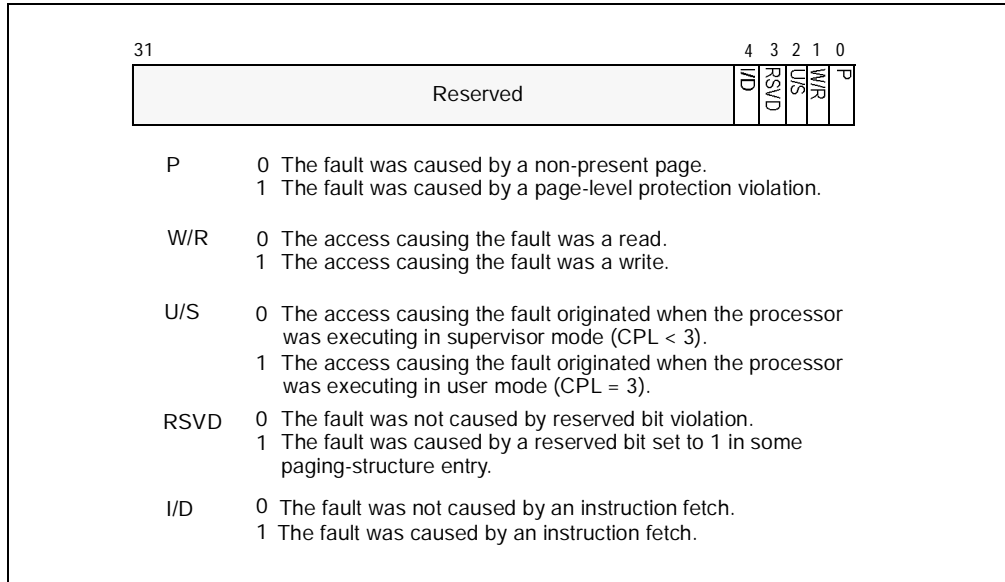 31 4 3 2 1 0
Reserved I/D RSVD U/S W/R P
P 0 The fault was caused by a non-present page.
1 The fault was caused by a page-level protection violation.
W/R 0 The access causing the fault was a read.
1 The access causing the fault was a write.
U/S 0 The access causing the fault originated when the processor
was executing in supervisor mode (CPL < 3).
1 The access causing the fault originated when the processor
was executing in user mode (CPL = 3).
RSVD 0 The fault was not caused by reserved bit violation.
1 The fault was caused by a reserved bit set to 1 in some
paging-structure entry.
I/D 0 The fault was not caused by an instruction fetch.
1 The fault was caused by an instruction fetch.